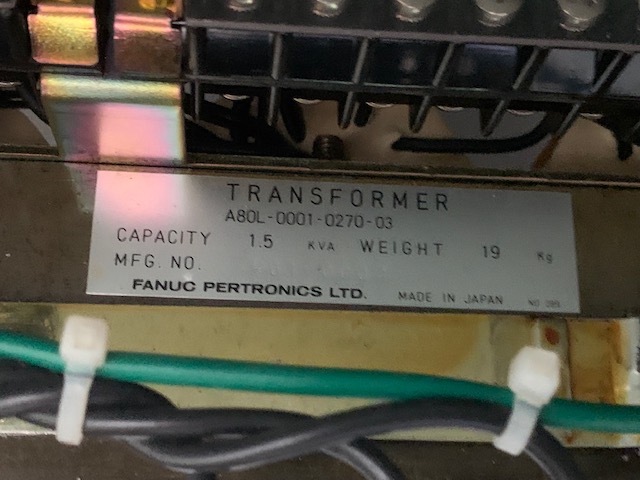 TRANSFORMER
A80L-0001-0270-03
CAPACITY 1.5 KVA WEIGHT 19 Kg
MFG. NO.
FANUC PERTRONICS LTD. MADE IN JAPAN NO